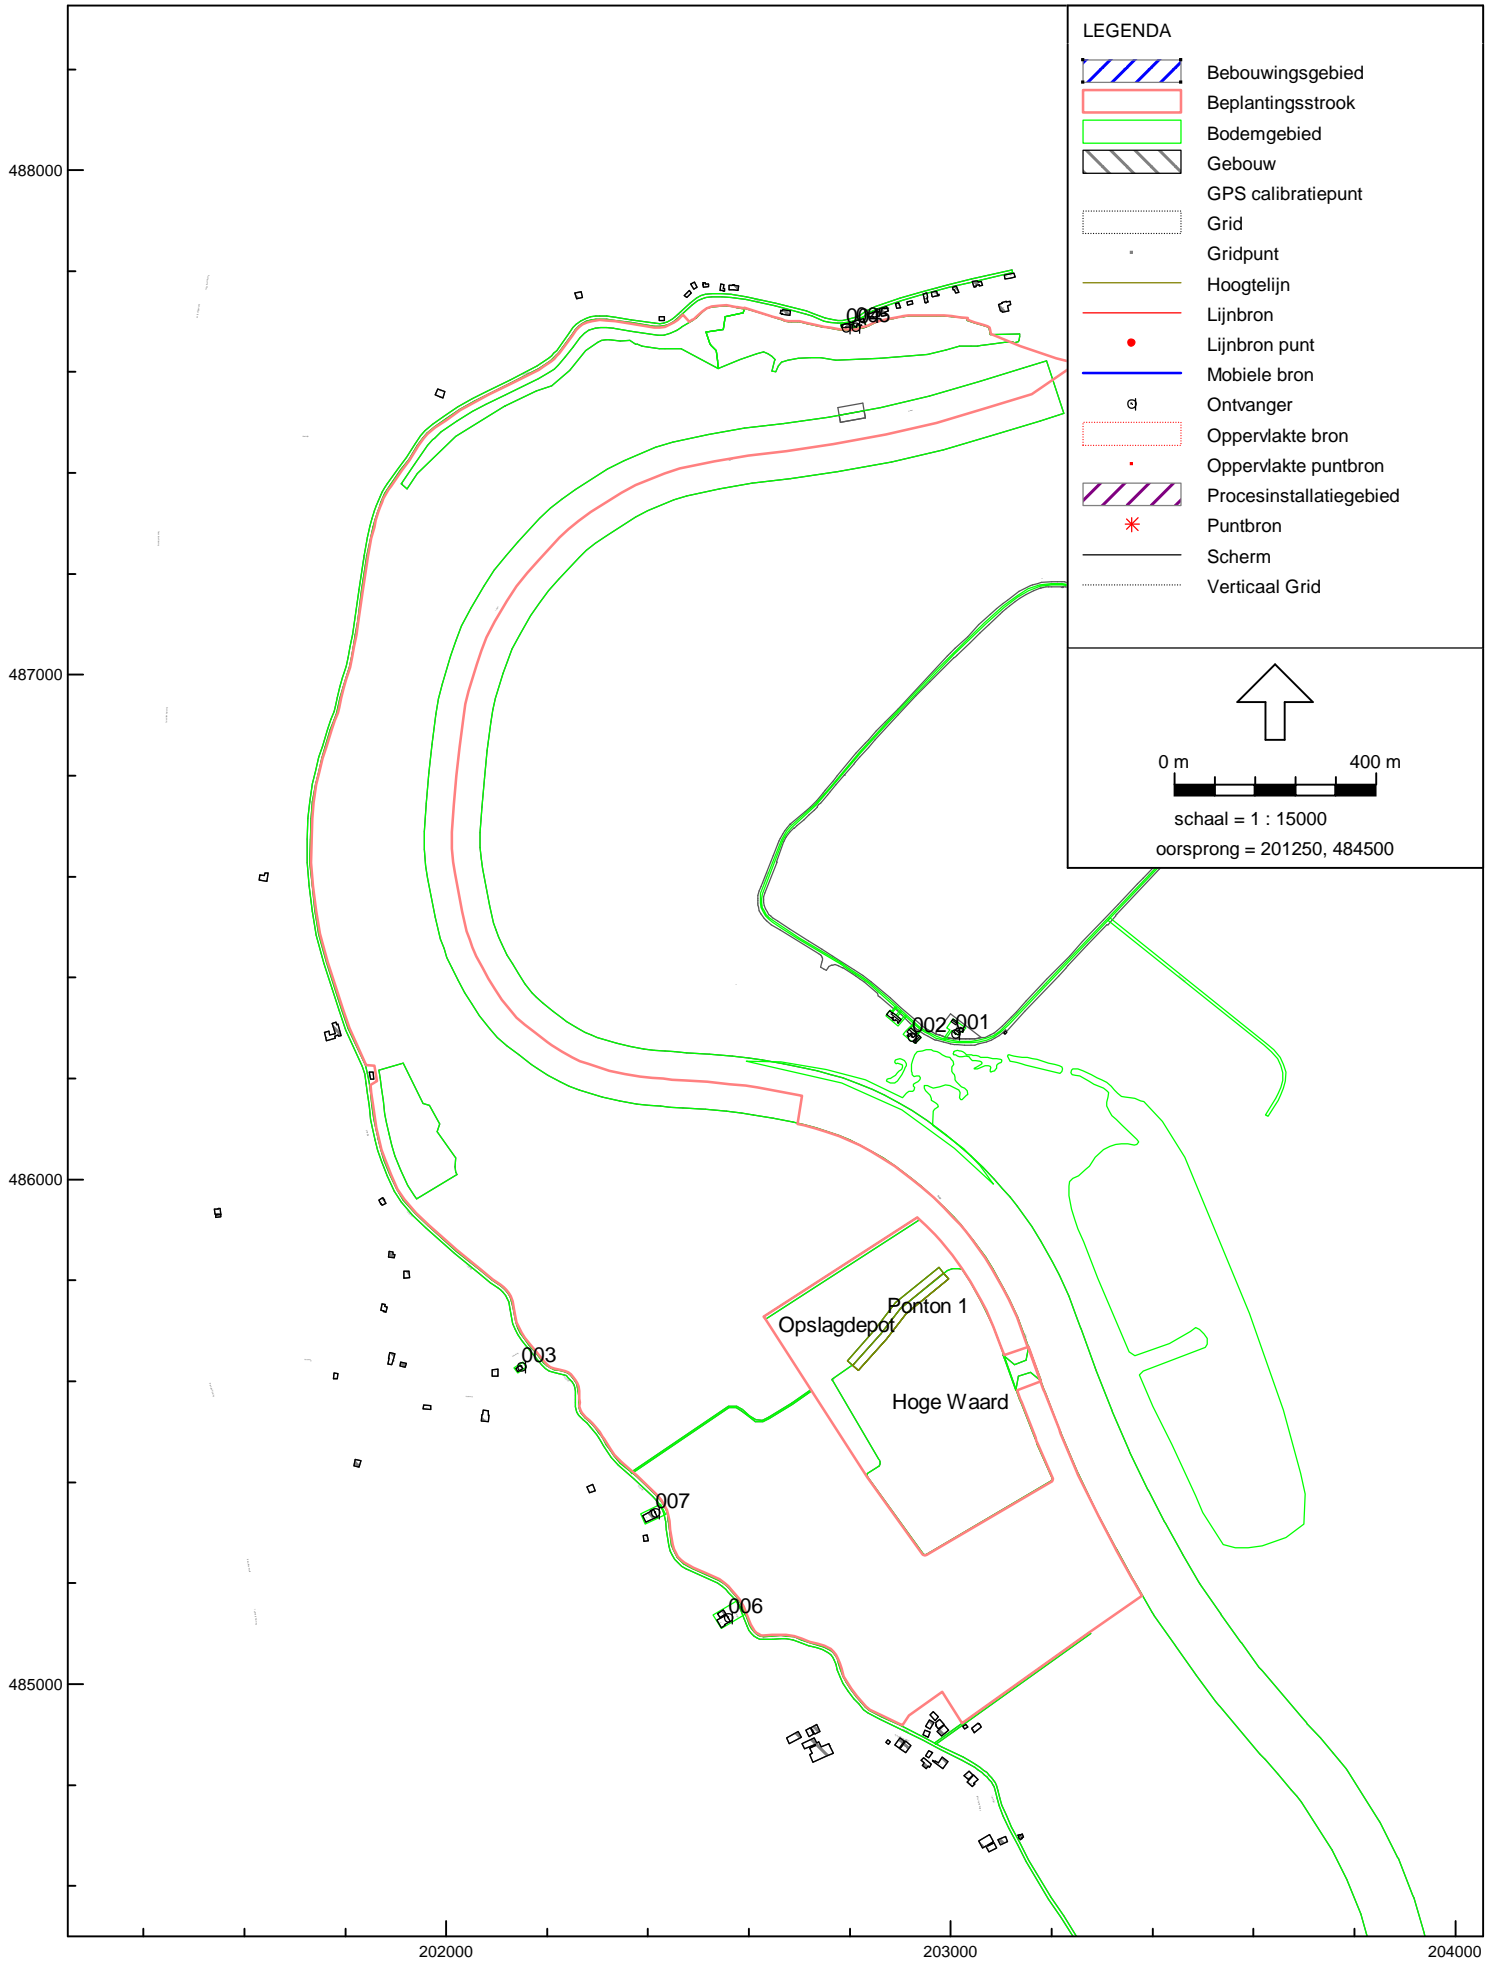 LEGENDA
Bebouwingsgebied
Beplantingsstrook
Bodemgebied
Gebouw
GPS calibratiepunt
Grid
Gridpunt
Hoogtelijn
Lijnbron
Lijnbron punt
Mobiele bron
Ontvanger
Oppervlakte bron
Oppervlakte puntbron
Procesinstallatiegebied
Puntbron
Scherm
Verticaal Grid
0 m 400 m
schaal = 1 : 15000
oorsprong = 201250, 484500
488000
487000
002 001
486000
Ponton 1
Opslagdepot
003
Hoge Waard
007
006
485000
202000 203000 204000